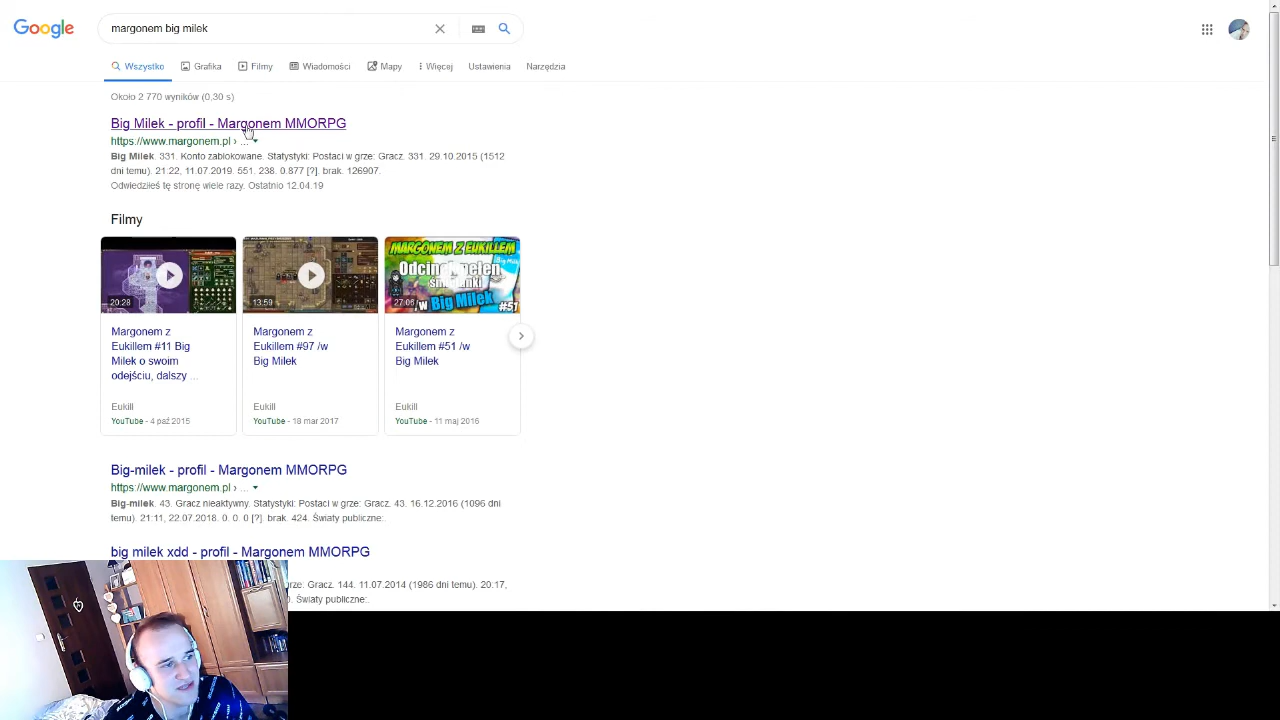 Google
margonem big milek
Wszystko Grafika Filmy Wiadomości Mapy Więcej Ustawienia Narzędzia
Około 2 770 wyników (0,30 s)
Big Milek - profil - Margonem MMORPG
https://www.margonem.pl › ...
Big Milek. 331. Konto zablokowane. Statystyki: Postaci w grze: Gracz. 331. 29.10.2015 (1512
dni temu). 21:22, 11.07.2019. 551. 238. 0.877 [?]. brak. 126907.
Odwiedziłeś tę stronę wiele razy. Ostatnio 12.04.19
Filmy
20:28
13:59
MARGONEM Z EUKILLEM
Big Milek
/w Big Milek
#51
27:06
Margonem z
Eukillem #11 Big
Milek o swoim
odejściu, dalszy ...
Eukill
YouTube - 4 paź 2015
Margonem z
Eukillem #97 /w
Big Milek
Eukill
YouTube - 18 mar 2017
Margonem z
Eukillem #51 /w
Big Milek
Eukill
YouTube - 11 maj 2016
Big-milek - profil - Margonem MMORPG
https://www.margonem.pl › ...
Big-milek. 43. Gracz nieaktywny. Statystyki: Postaci w grze: Gracz. 43. 16.12.2016 (1096 dni
temu). 21:11, 22.07.2018. 0. 0. 0 [?]. brak. 424. Światy publiczne:.
big milek xdd - profil - Margonem MMORPG
rze: Gracz. 144. 11.07.2014 (1986 dni temu). 20:17,
0. Światy publiczne:.